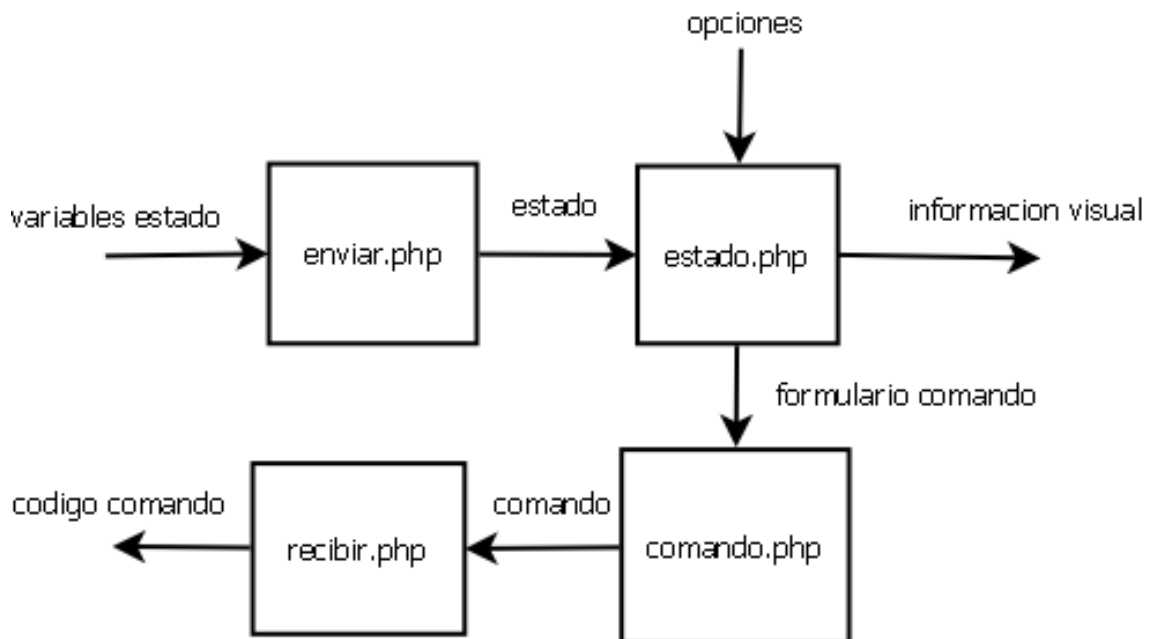 opciones
variables estado
enviar.php
estado
estado.php
informacion visual
formulario comando
codigo comando
recibir.php
comando
comando.php